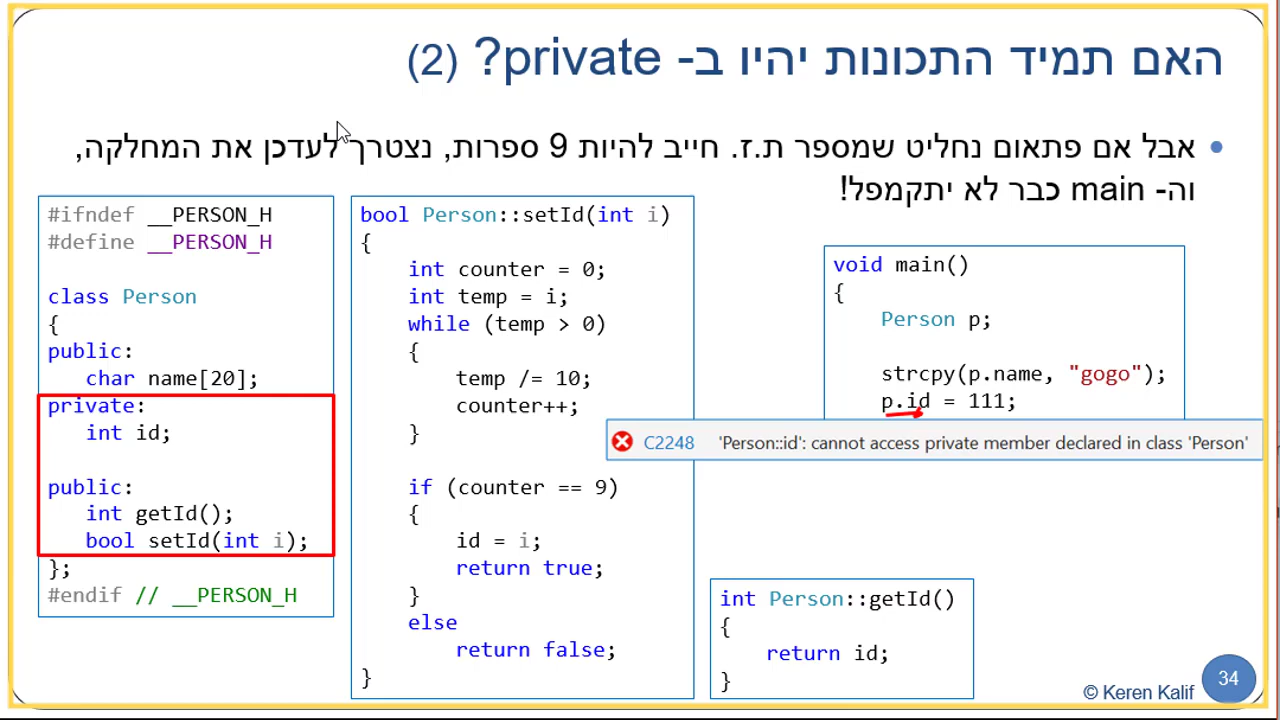 האם תמיד התכונות יהיו ב- private? (2)
• אבל אם פתאום נחליט שמספר ת.ז. חייב להיות 9 ספרות, נצטרך לעדכן את המחלקה,
וה- main כבר לא יתקמפל!
#ifndef __PERSON_H
#define __PERSON_H
class Person
{
public:
char name[20];
private:
int id;
public:
int getId();
bool setId(int i);
};
#endif // __PERSON_H
bool Person::setId(int i)
{
int counter = 0;
int temp = i;
while (temp > 0)
{
temp /= 10;
counter++;
}
if (counter == 9)
{
id = i;
return true;
}
else
return false;
}
void main()
{
Person p;
strcpy(p.name, "gogo");
p.id = 111;
C2248 'Person::id': cannot access private member declared in class 'Person'
int Person::getId()
{
return id;
}
© Keren Kalif
34